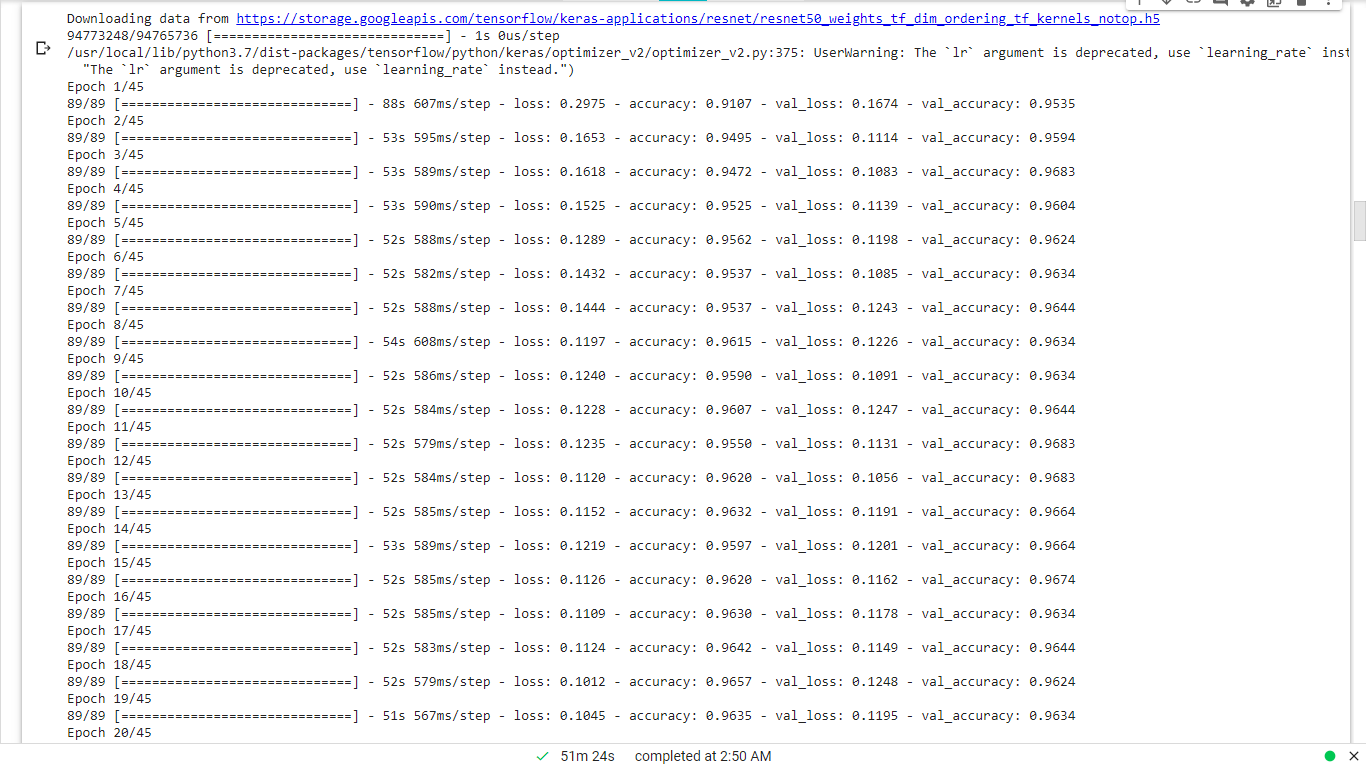 Downloading data from https://storage.googleapis.com/tensorflow/keras-applications/resnet/resnet50_weights_tf_dim_ordering_tf_kernels_notop.h5
94773248/94765736 [==============================] - 1s 0us/step
/usr/local/lib/python3.7/dist-packages/tensorflow/python/keras/optimizer_v2/optimizer_v2.py:375: UserWarning: The `lr` argument is deprecated, use `learning_rate` inst
"The `lr` argument is deprecated, use `learning_rate` instead.")
Epoch 1/45
89/89 [==============================] - 88s 607ms/step - loss: 0.2975 - accuracy: 0.9107 - val_loss: 0.1674 - val_accuracy: 0.9535
Epoch 2/45
89/89 [==============================] - 53s 595ms/step - loss: 0.1653 - accuracy: 0.9495 - val_loss: 0.1114 - val_accuracy: 0.9594
Epoch 3/45
89/89 [==============================] - 53s 589ms/step - loss: 0.1618 - accuracy: 0.9472 - val_loss: 0.1083 - val_accuracy: 0.9683
Epoch 4/45
89/89 [==============================] - 53s 590ms/step - loss: 0.1525 - accuracy: 0.9525 - val_loss: 0.1139 - val_accuracy: 0.9604
Epoch 5/45
89/89 [==============================] - 52s 588ms/step - loss: 0.1289 - accuracy: 0.9562 - val_loss: 0.1198 - val_accuracy: 0.9624
Epoch 6/45
89/89 [==============================] - 52s 582ms/step - loss: 0.1432 - accuracy: 0.9537 - val_loss: 0.1085 - val_accuracy: 0.9634
Epoch 7/45
89/89 [==============================] - 52s 588ms/step - loss: 0.1444 - accuracy: 0.9537 - val_loss: 0.1243 - val_accuracy: 0.9644
Epoch 8/45
89/89 [==============================] - 54s 608ms/step - loss: 0.1197 - accuracy: 0.9615 - val_loss: 0.1226 - val_accuracy: 0.9634
Epoch 9/45
89/89 [==============================] - 52s 586ms/step - loss: 0.1240 - accuracy: 0.9590 - val_loss: 0.1091 - val_accuracy: 0.9634
Epoch 10/45
89/89 [==============================] - 52s 584ms/step - loss: 0.1228 - accuracy: 0.9607 - val_loss: 0.1247 - val_accuracy: 0.9644
Epoch 11/45
89/89 [==============================] - 52s 579ms/step - loss: 0.1235 - accuracy: 0.9550 - val_loss: 0.1131 - val_accuracy: 0.9683
Epoch 12/45
89/89 [==============================] - 52s 584ms/step - loss: 0.1120 - accuracy: 0.9620 - val_loss: 0.1056 - val_accuracy: 0.9683
Epoch 13/45
89/89 [==============================] - 52s 585ms/step - loss: 0.1152 - accuracy: 0.9632 - val_loss: 0.1191 - val_accuracy: 0.9664
Epoch 14/45
89/89 [==============================] - 53s 589ms/step - loss: 0.1219 - accuracy: 0.9597 - val_loss: 0.1201 - val_accuracy: 0.9664
Epoch 15/45
89/89 [==============================] - 52s 585ms/step - loss: 0.1126 - accuracy: 0.9620 - val_loss: 0.1162 - val_accuracy: 0.9674
Epoch 16/45
89/89 [==============================] - 52s 585ms/step - loss: 0.1109 - accuracy: 0.9630 - val_loss: 0.1178 - val_accuracy: 0.9634
Epoch 17/45
89/89 [==============================] - 52s 583ms/step - loss: 0.1124 - accuracy: 0.9642 - val_loss: 0.1149 - val_accuracy: 0.9644
Epoch 18/45
89/89 [==============================] - 52s 579ms/step - loss: 0.1012 - accuracy: 0.9657 - val_loss: 0.1248 - val_accuracy: 0.9624
Epoch 19/45
89/89 [==============================] - 51s 567ms/step - loss: 0.1045 - accuracy: 0.9635 - val_loss: 0.1195 - val_accuracy: 0.9634
Epoch 20/45
51m 24s completed at 2:50 AM